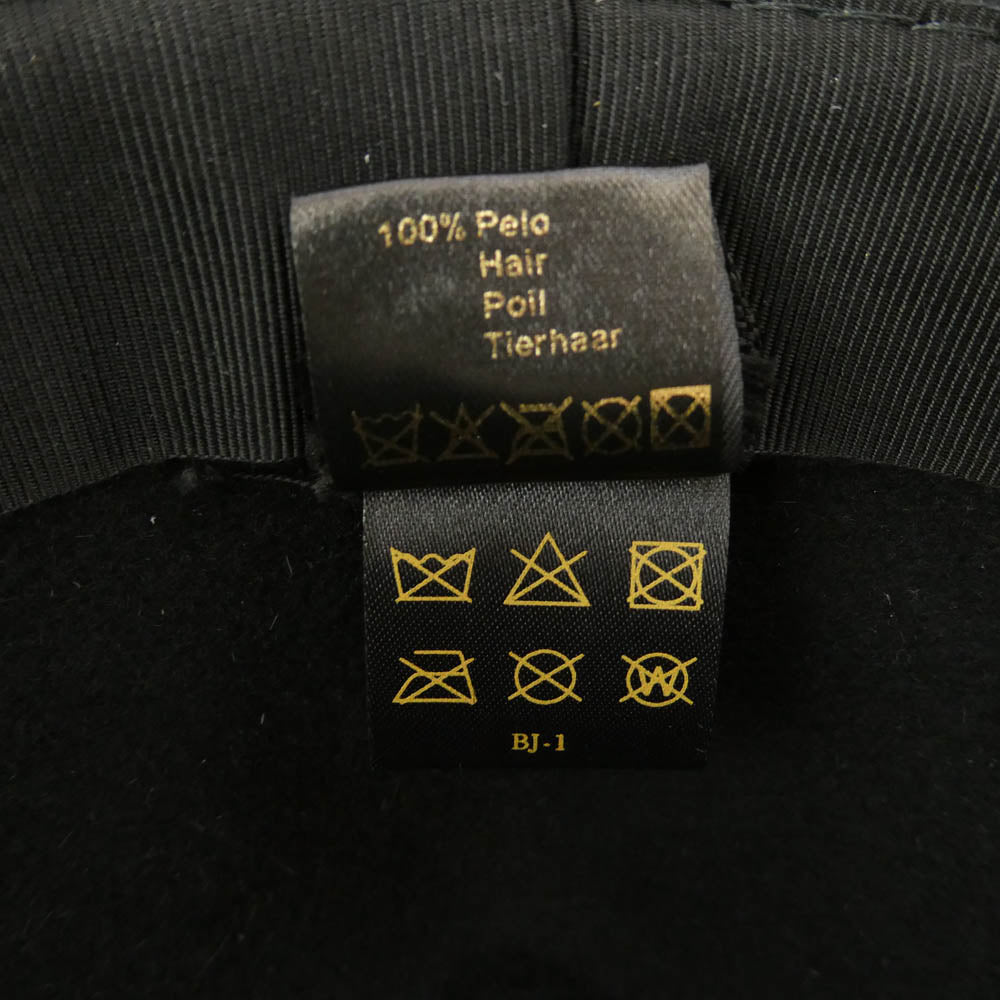 100% Pelo
Hair
Poil
Tierhaar
W
BJ-1